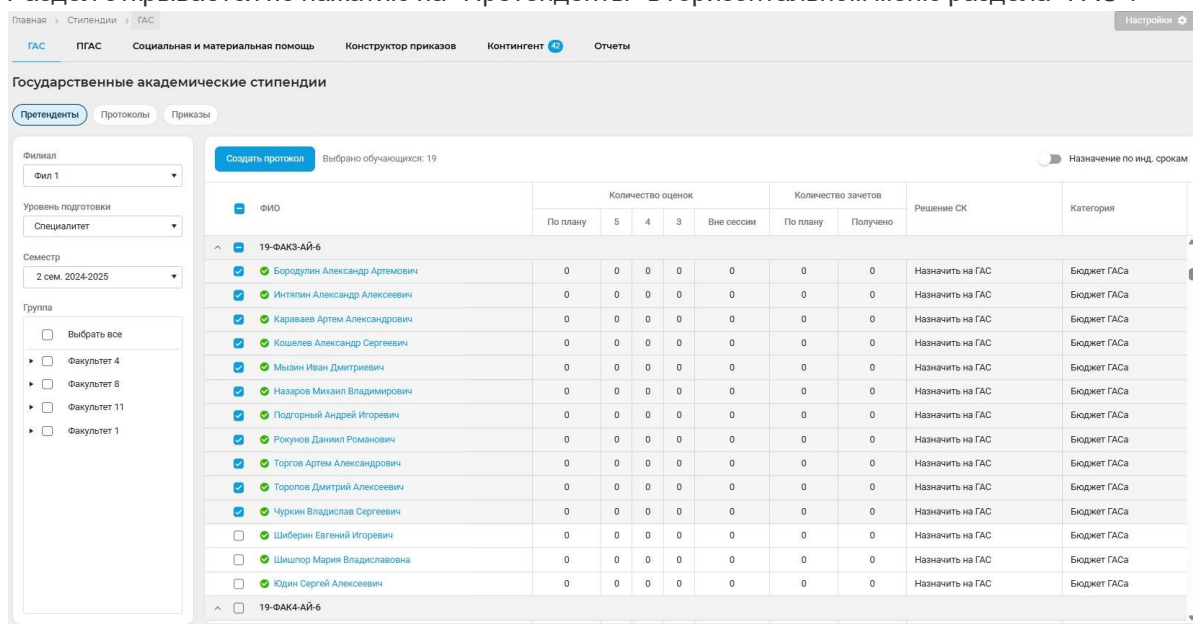 Раздел открывается по нажатию на "Претенденты" в горизонтальном меню раздела "ГАС".
Главная > Стипендии > ГАС
Настройки
ГАС ПГАС Социальная и материальная помощь Конструктор приказов Контингент 42 Отчеты
Государственные академические стипендии
Претенденты Протоколы Приказы
Филиал
Фил 1
Уровень подготовки
Специалитет
Семестр
2 сем. 2024-2025
Группа
Выбрать все
Факультет 4
Факультет 8
Факультет 11
Факультет 1
Создать протокол Выбрано обучающихся: 19 Назначение по инд. срокам
ФИО Количество оценок Количество зачетов Решение СК Категория
По плану 5 4 3 Вне сессии По плану Получено
19-ФАК3-АЙ-6
Бородулин Александр Артемович 0 0 0 0 0 0 0 Назначить на ГАС Бюджет ГАСа
Интяпин Александр Алексеевич 0 0 0 0 0 0 0 Назначить на ГАС Бюджет ГАСа
Караваев Артем Александрович 0 0 0 0 0 0 0 Назначить на ГАС Бюджет ГАСа
Кошелев Александр Сергеевич 0 0 0 0 0 0 0 Назначить на ГАС Бюджет ГАСа
Мызин Иван Дмитриевич 0 0 0 0 0 0 0 Назначить на ГАС Бюджет ГАСа
Назаров Михаил Владимирович 0 0 0 0 0 0 0 Назначить на ГАС Бюджет ГАСа
Подгорный Андрей Игоревич 0 0 0 0 0 0 0 Назначить на ГАС Бюджет ГАСа
Рокунов Даниил Романович 0 0 0 0 0 0 0 Назначить на ГАС Бюджет ГАСа
Торгов Артем Александрович 0 0 0 0 0 0 0 Назначить на ГАС Бюджет ГАСа
Торопов Дмитрий Алексеевич 0 0 0 0 0 0 0 Назначить на ГАС Бюджет ГАСа
Чуркин Владислав Сергеевич 0 0 0 0 0 0 0 Назначить на ГАС Бюджет ГАСа
Шиберин Евгений Игоревич 0 0 0 0 0 0 0 Назначить на ГАС Бюджет ГАСа
Шишпор Мария Владиславовна 0 0 0 0 0 0 0 Назначить на ГАС Бюджет ГАСа
Юдин Сергей Алексеевич 0 0 0 0 0 0 0 Назначить на ГАС Бюджет ГАСа
19-ФАК4-АЙ-6